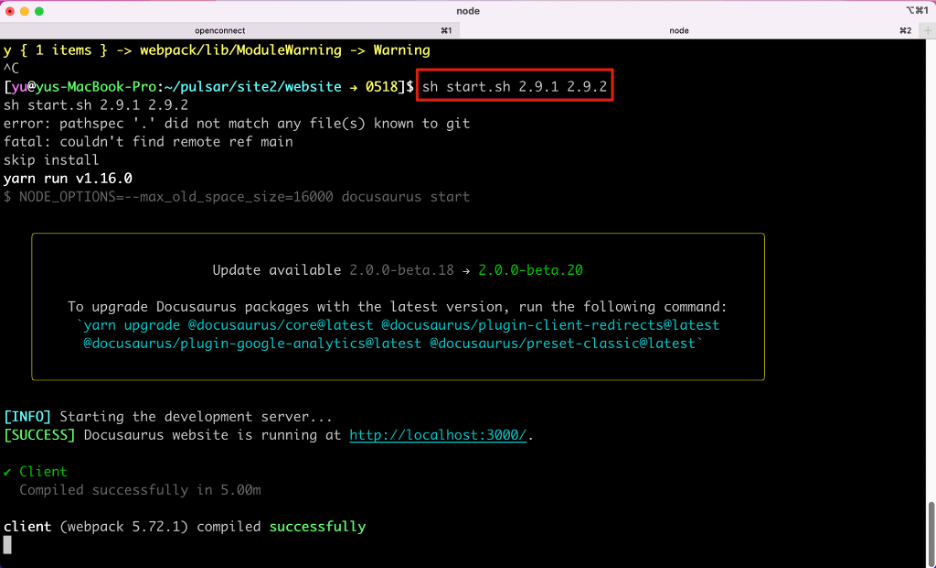 node
⌥⌘1
openconnect
⌘1
node
⌘2
y { 1 items } -> webpack/lib/ModuleWarning -> Warning
^C
[yu@yus-MacBook-Pro:~/pulsar/site2/website → 0518]$ sh start.sh 2.9.1 2.9.2
sh start.sh 2.9.1 2.9.2
error: pathspec '.' did not match any file(s) known to git
fatal: couldn't find remote ref main
skip install
yarn run v1.16.0
$ NODE_OPTIONS=--max_old_space_size=16000 docusaurus start
Update available 2.0.0-beta.18 → 2.0.0-beta.20
To upgrade Docusaurus packages with the latest version, run the following command:
`yarn upgrade @docusaurus/core@latest @docusaurus/plugin-client-redirects@latest
@docusaurus/plugin-google-analytics@latest @docusaurus/preset-classic@latest`
[INFO] Starting the development server...
[SUCCESS] Docusaurus website is running at http://localhost:3000/.
✔ Client
Compiled successfully in 5.00m
client (webpack 5.72.1) compiled successfully